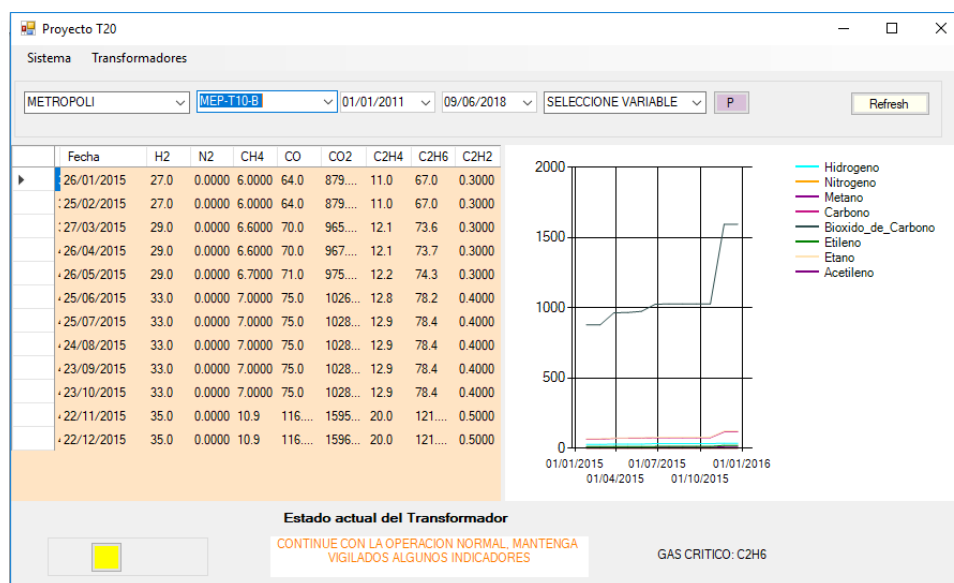 Proyecto T20
Sistema Transformadores
METROPOLI MEP-T10-B 01/01/2011 09/06/2018 SELECCIONE VARIABLE P Refresh
Fecha H2 N2 CH4 CO CO2 C2H4 C2H6 C2H2
26/01/2015 27.0 0.0000 6.0000 64.0 879.... 11.0 67.0 0.3000
25/02/2015 27.0 0.0000 6.0000 64.0 879.... 11.0 67.0 0.3000
27/03/2015 29.0 0.0000 6.6000 70.0 965.... 12.1 73.6 0.3000
26/04/2015 29.0 0.0000 6.6000 70.0 967.... 12.1 73.7 0.3000
26/05/2015 29.0 0.0000 6.7000 71.0 975.... 12.2 74.3 0.3000
25/06/2015 33.0 0.0000 7.0000 75.0 1026... 12.8 78.2 0.4000
25/07/2015 33.0 0.0000 7.0000 75.0 1028... 12.9 78.4 0.4000
24/08/2015 33.0 0.0000 7.0000 75.0 1028... 12.9 78.4 0.4000
23/09/2015 33.0 0.0000 7.0000 75.0 1028... 12.9 78.4 0.4000
23/10/2015 33.0 0.0000 7.0000 75.0 1028... 12.9 78.4 0.4000
22/11/2015 35.0 0.0000 10.9 116.... 1595... 20.0 121.... 0.5000
22/12/2015 35.0 0.0000 10.9 116.... 1596... 20.0 121.... 0.5000
2000
1500
1000
500
0
01/01/2015 01/07/2015 01/01/2016
01/04/2015 01/10/2015
Hidrogeno
Nitrogeno
Metano
Carbono
Bioxido_de_Carbono
Etileno
Etano
Acetileno
Estado actual del Transformador
CONTINUE CON LA OPERACION NORMAL, MANTENGA
VIGILADOS ALGUNOS INDICADORES
GAS CRITICO: C2H6